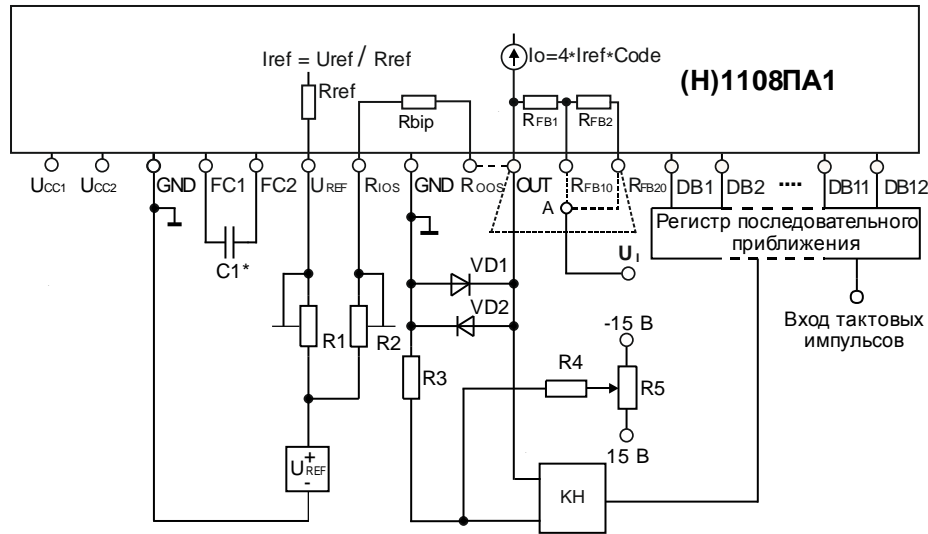 Iref = Uref / Rref
Io=4*Iref*Code
(Н)1108ПА1
Rref
Rbip
RFB1
RFB2
UCC1
UCC2
GND
FC1
FC2
UREF
RIOS
GND
ROOS
OUT
RFB10
RFB20
DB1
DB2
DB11
DB12
A
Регистр последовательного
приближения
UI
C1*
VD1
VD2
Вход тактовых
импульсов
-15 В
R1
R2
R3
R4
R5
15 В
UREF
+
-
КН